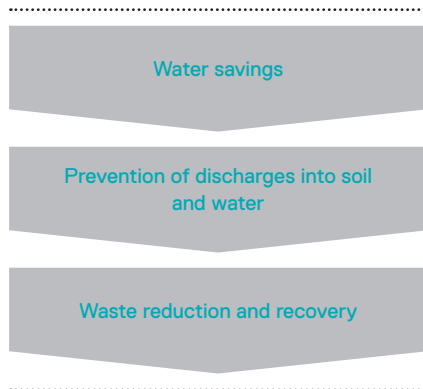 Water savings
Prevention of discharges into soil
and water
Waste reduction and recovery